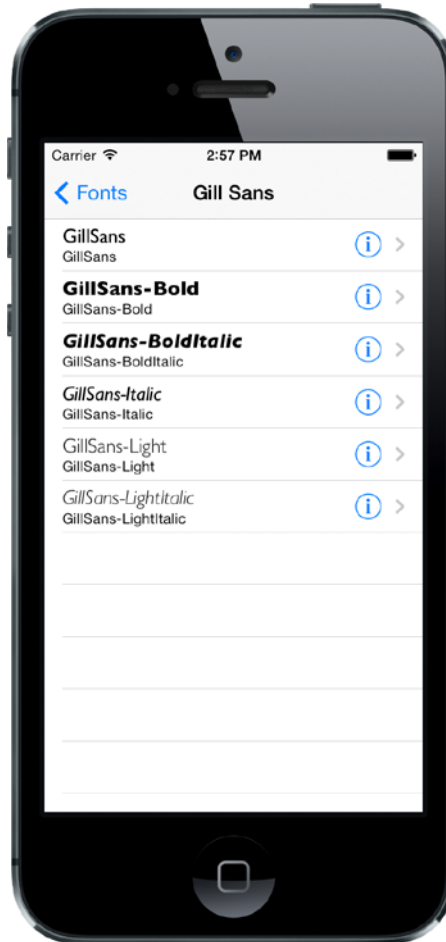 Carrier 2:57 PM
Fonts Gill Sans
GillSans
GillSans
GillSans-Bold
GillSans-Bold
GillSans-BoldItalic
GillSans-BoldItalic
GillSans-Italic
GillSans-Italic
GillSans-Light
GillSans-Light
GillSans-LightItalic
GillSans-LightItalic